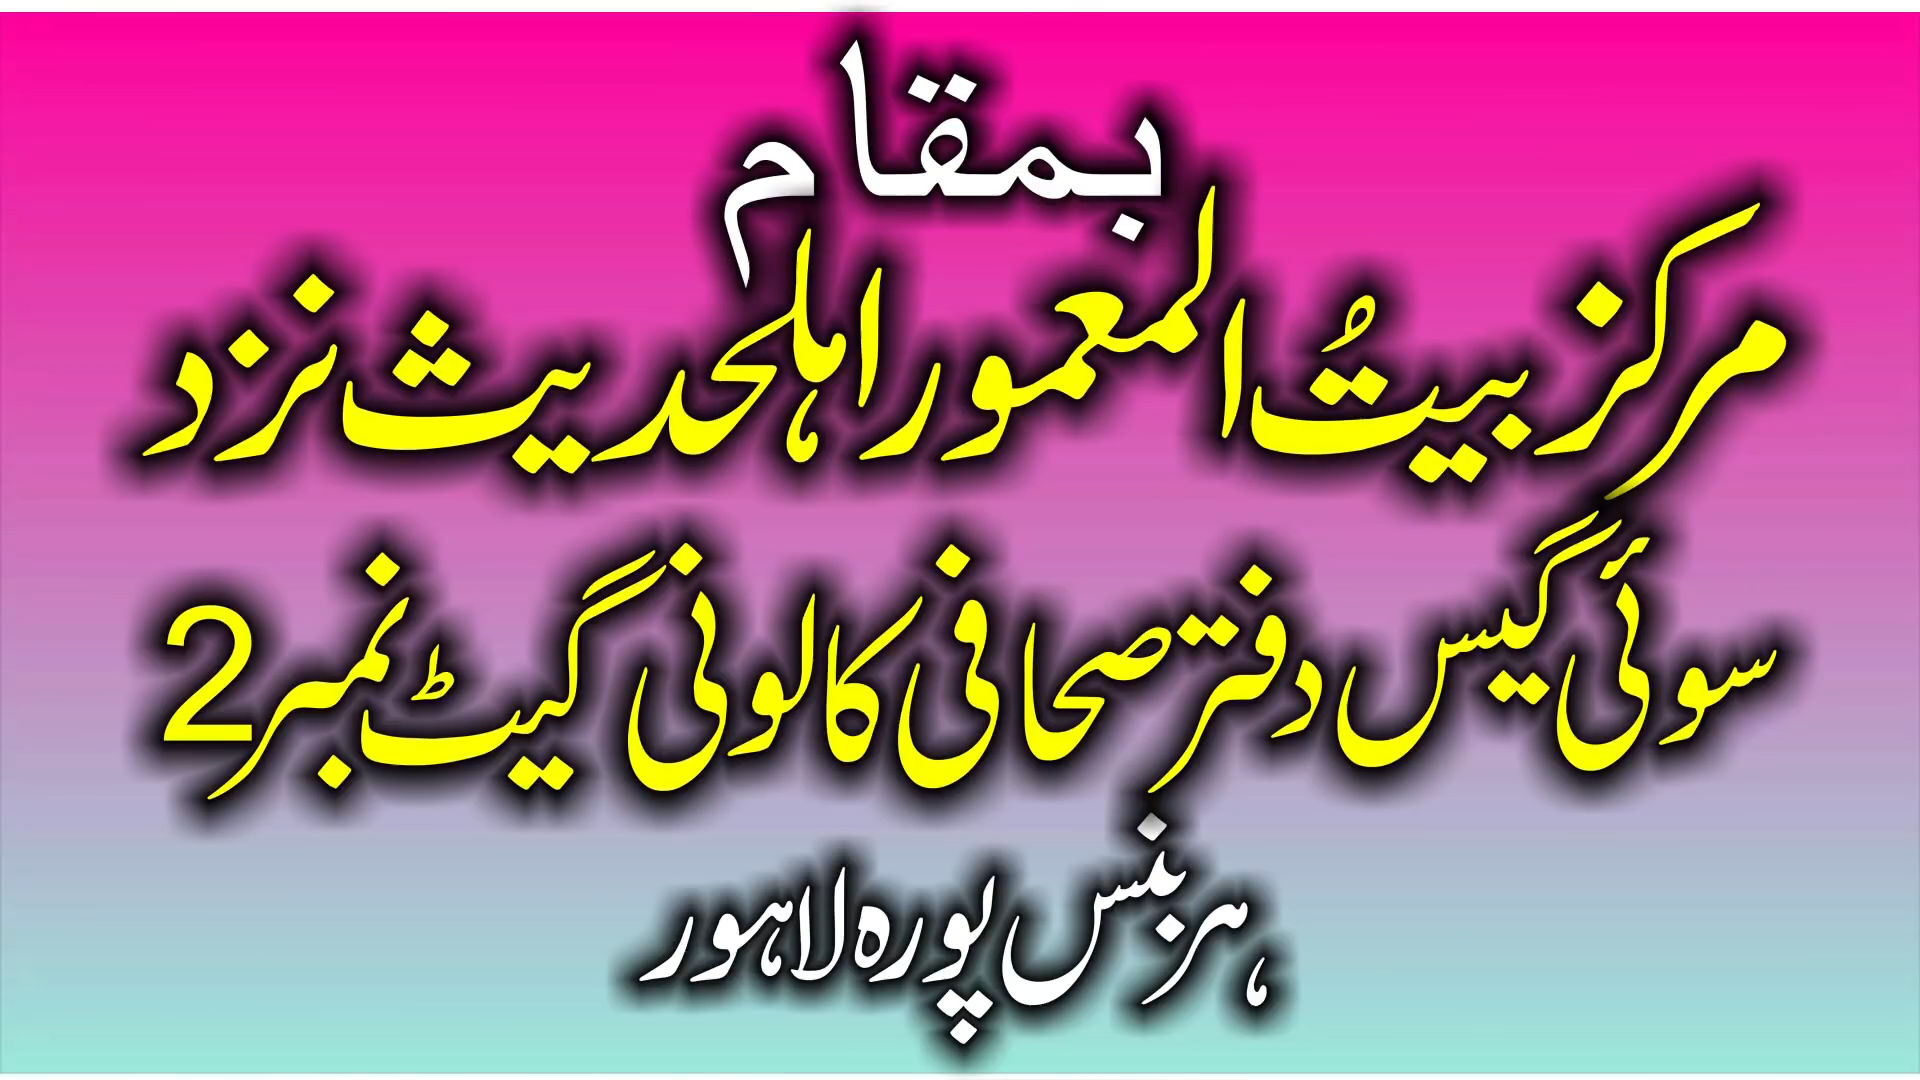 بمقام
مرکز بیتُ المعمور اہلحدیث نزد
سوئی گیس دفتر صحافی کالونی گیٹ نمبر 2
ہربنس پورہ لاہور